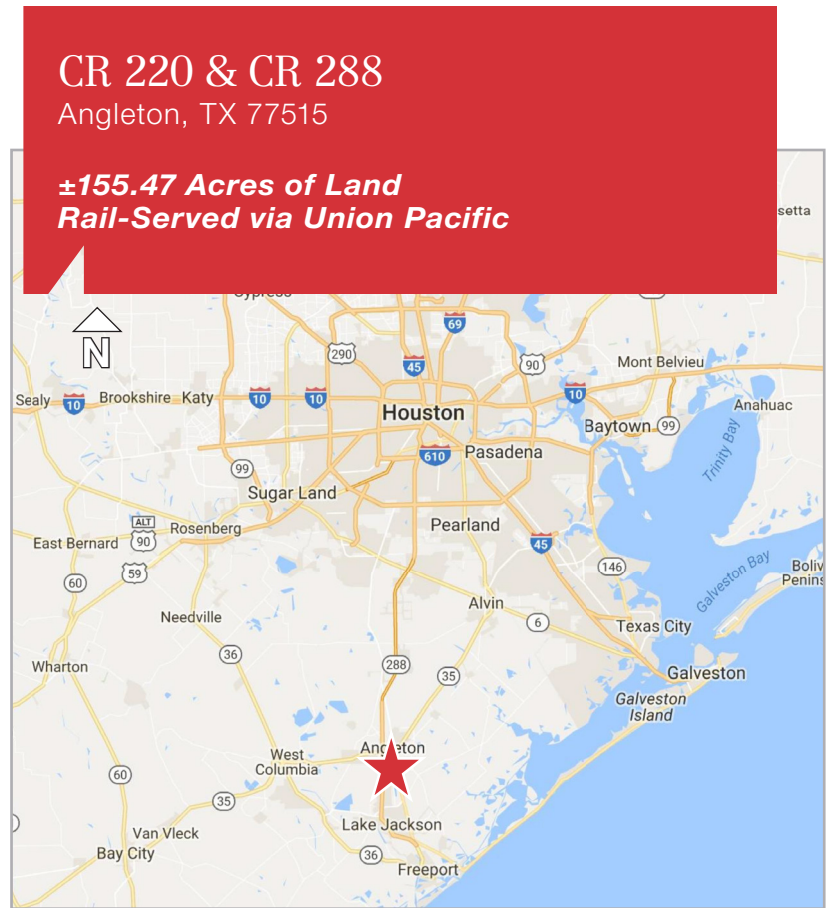 CR 220 & CR 288
Angleton, TX 77515
±155.47 Acres of Land
Rail-Served via Union Pacific
setta
Cypress
N
69
290
45
90
Mont Belvieu
Sealy
10
Brookshire
Katy
10
10
10
Anahuac
Houston
Baytown
99
Trinity Bay
610
Pasadena
99
Sugar Land
ALT
90
Rosenberg
Pearland
East Bernard
45
59
146
Galveston Bay
Boliv
Penins
60
Alvin
Needville
6
Texas City
36
Wharton
288
35
Galveston
Galveston
Island
West
Columbia
Angleton
60
35
Lake Jackson
Van Vleck
36
Bay City
Freeport